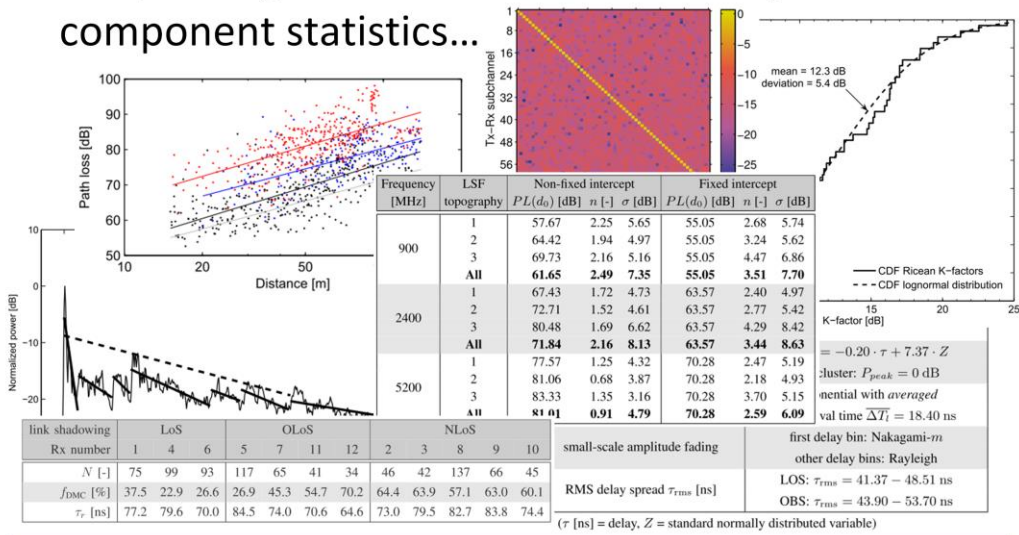 component statistics...
Path loss [dB]
100
90
80
70
60
50
10
20
50
Distance [m]
Tx-Rx subchannel
1
8
16
24
32
40
48
56
0
−5
−10
−15
−20
−25
mean = 12.3 dB
deviation = 5.4 dB
CDF Ricean K-factors
CDF lognormal distribution
15
20
25
K-factor [dB]
Normalized power [dB]
10
0
−10
−20
Frequency LSF Non-fixed intercept Fixed intercept
[MHz] topography PL(d₀) [dB] n [-] σ [dB] PL(d₀) [dB] n [-] σ [dB]
1 57.67 2.25 5.65 55.05 2.68 5.74
2 64.42 1.94 4.97 55.05 3.24 5.62
900 3 69.73 2.16 5.16 55.05 4.47 6.86
All 61.65 2.49 7.35 55.05 3.51 7.70
1 67.43 1.72 4.73 63.57 2.40 4.97
2 72.71 1.52 4.61 63.57 2.77 5.42
2400 3 80.48 1.69 6.62 63.57 4.29 8.42
All 71.84 2.16 8.13 63.57 3.44 8.63
1 77.57 1.25 4.32 70.28 2.47 5.19
2 81.06 0.68 3.87 70.28 2.18 4.93
5200 3 83.33 1.35 3.16 70.28 3.70 5.15
All 81.01 0.91 4.79 70.28 2.59 6.09
link shadowing LoS OLoS NLoS
Rx number 1 4 6 5 7 11 12 2 3 8 9 10
N [-] 75 99 93 117 65 41 34 46 42 137 66 45
f_DMC [%] 37.5 22.9 26.6 26.9 45.3 54.7 70.2 64.4 63.9 57.1 63.0 60.1
τ_r [ns] 77.2 79.6 70.0 84.5 74.0 70.6 64.6 73.0 79.5 82.7 83.8 74.4
= −0.20 · τ + 7.37 · Z
cluster: P_peak = 0 dB
nential with averaged
val time ΔT_l = 18.40 ns
small-scale amplitude fading
first delay bin: Nakagami-m
other delay bins: Rayleigh
RMS delay spread τ_rms [ns]
LOS: τ_rms = 41.37 − 48.51 ns
OBS: τ_rms = 43.90 − 53.70 ns
(τ [ns] = delay, Z = standard normally distributed variable)